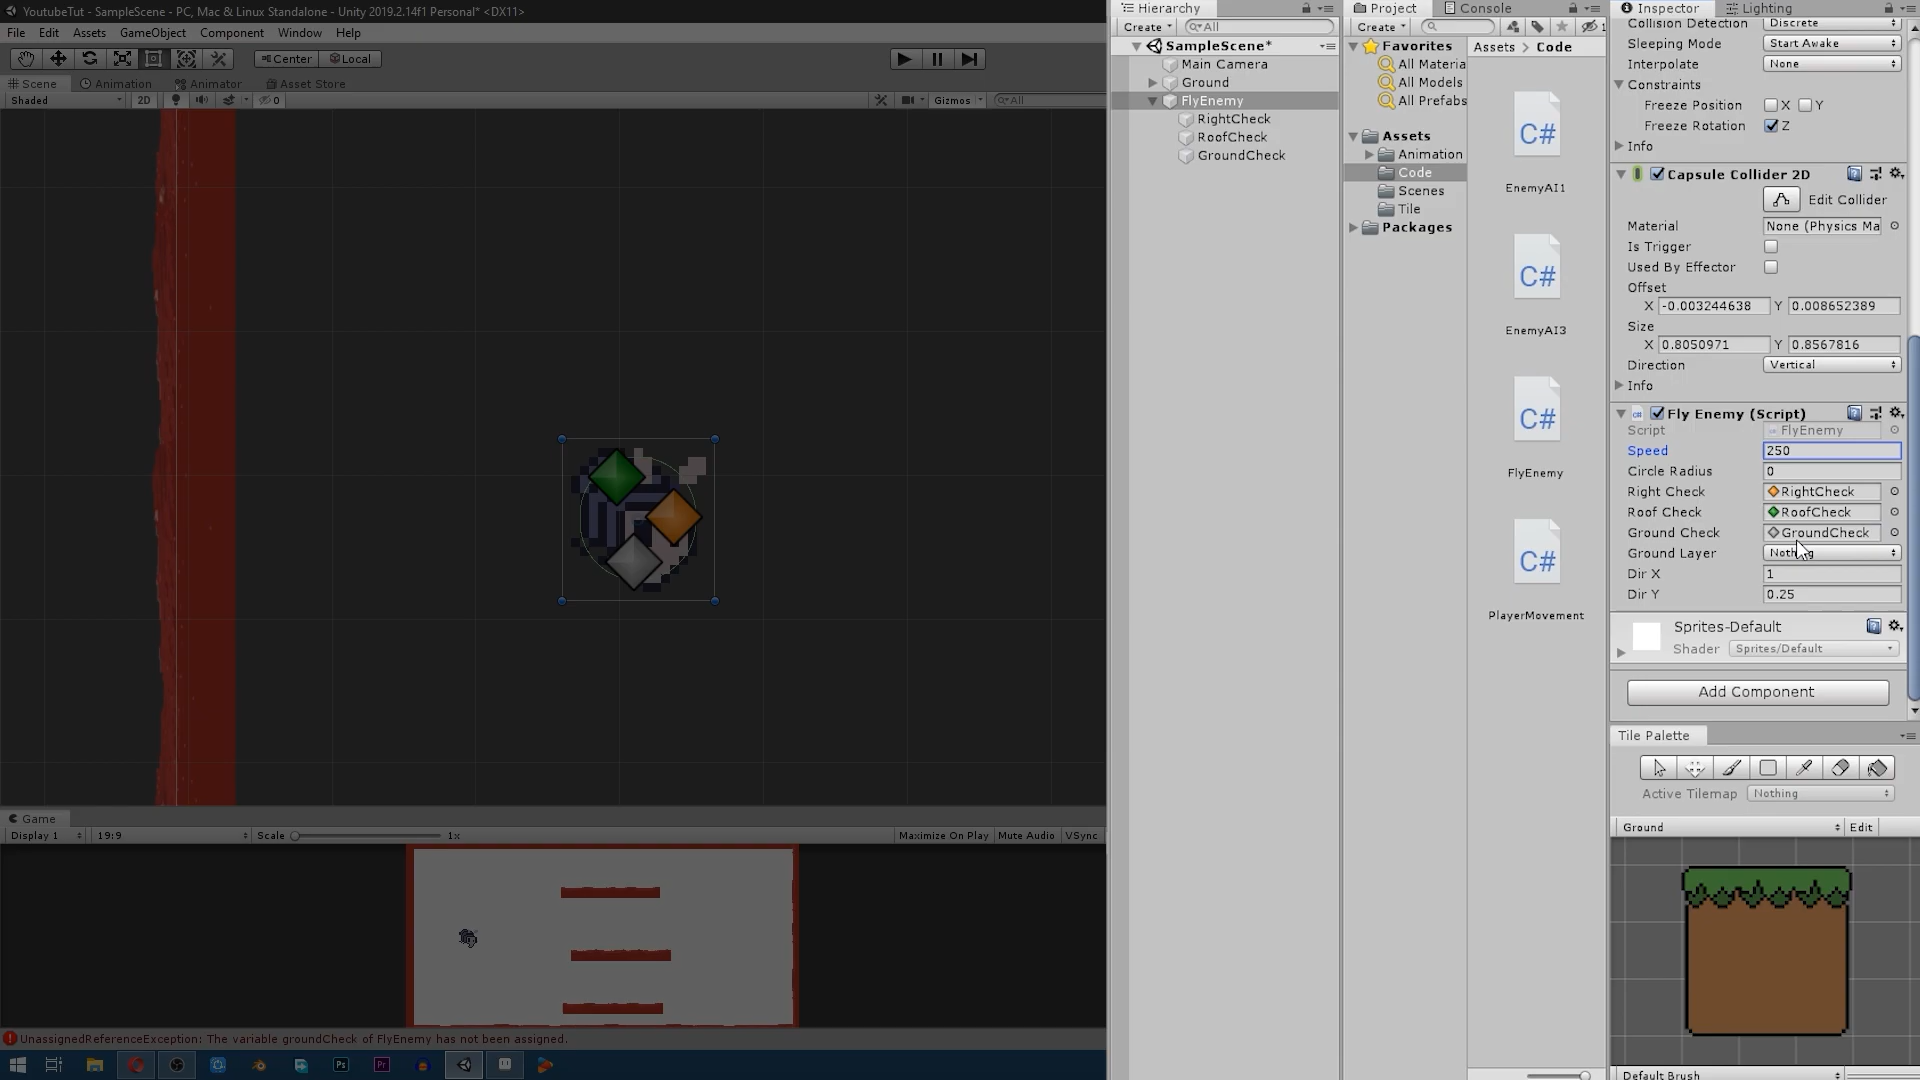 YoutubeTut - SampleScene - PC, Mac & Linux Standalone - Unity 2019.2.14f1 Personal* <DX11>
File Edit Assets GameObject Component Window Help
Center Local
Scene Animation Animator Asset Store
Shaded 2D 0 Gizmos All
Game
Display 1 19:9 Scale 1x Maximize On Play Mute Audio VSync
UnassignedReferenceException: The variable groundCheck of FlyEnemy has not been assigned.
Ps Pr
Hierarchy
Create All
SampleScene*
Main Camera
Ground
FlyEnemy
RightCheck
RoofCheck
GroundCheck
Project Console
Create 1
Favorites
All Materia
All Models
All Prefabs
Assets
Animation
Code
Scenes
Tile
Packages
Assets > Code
C#
EnemyAI1
C#
EnemyAI3
C#
FlyEnemy
C#
PlayerMovement
Inspector Lighting
Collision Detection Discrete
Sleeping Mode Start Awake
Interpolate None
Constraints
Freeze Position X Y
Freeze Rotation Z
Info
Capsule Collider 2D
Edit Collider
Material None (Physics Ma
Is Trigger
Used By Effector
Offset
X -0.003244638 Y 0.008652389
Size
X 0.8050971 Y 0.8567816
Direction Vertical
Info
Fly Enemy (Script)
Script FlyEnemy
Speed 250
Circle Radius 0
Right Check RightCheck
Roof Check RoofCheck
Ground Check GroundCheck
Ground Layer
Dir X 1
Dir Y 0.25
Sprites-Default
Shader Sprites/Default
Add Component
Tile Palette
Active Tilemap Nothing
Ground Edit
Default Brush